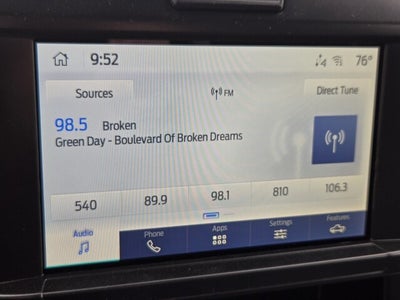 9:52 4 76°
Sources FM Direct Tune
98.5 Broken
Green Day - Boulevard Of Broken Dreams
540 89.9 98.1 810 106.3
Audio Phone Apps Settings Features